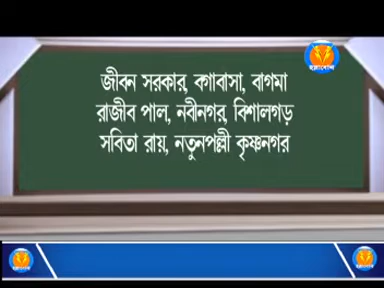 জীবন সরকার, কাাবাসা, বাগমা
রাজীব পাল, নবীনগর, বিশালগড়
সবিতা রায়, নতুনপল্লী কৃষ্ণনগর